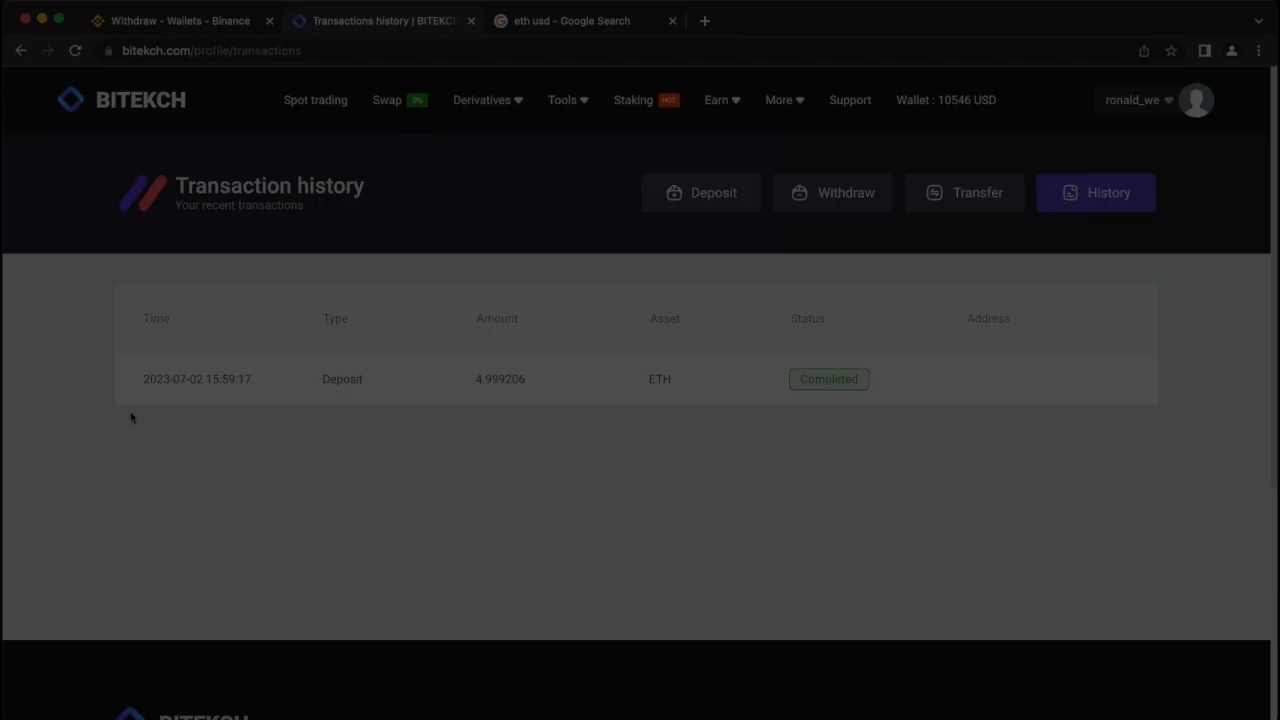 Withdraw - Wallets - Binance
Transactions history | BITEKCH
eth usd - Google Search
bitekch.com/profile/transactions
BITEKCH
Spot trading
Swap 0%
Derivatives
Tools
Staking HOT
Earn
More
Support
Wallet : 10546 USD
ronald_we
Transaction history
Your recent transactions
Deposit
Withdraw
Transfer
History
Time Type Amount Asset Status Address
2023-07-02 15:59:17 Deposit 4.999206 ETH Completed
BITEKCH